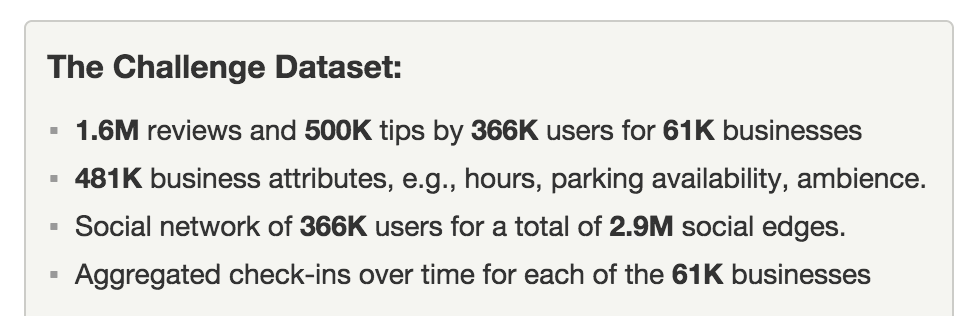 The Challenge Dataset:
1.6M reviews and 500K tips by 366K users for 61K businesses
481K business attributes, e.g., hours, parking availability, ambience.
Social network of 366K users for a total of 2.9M social edges.
Aggregated check-ins over time for each of the 61K businesses